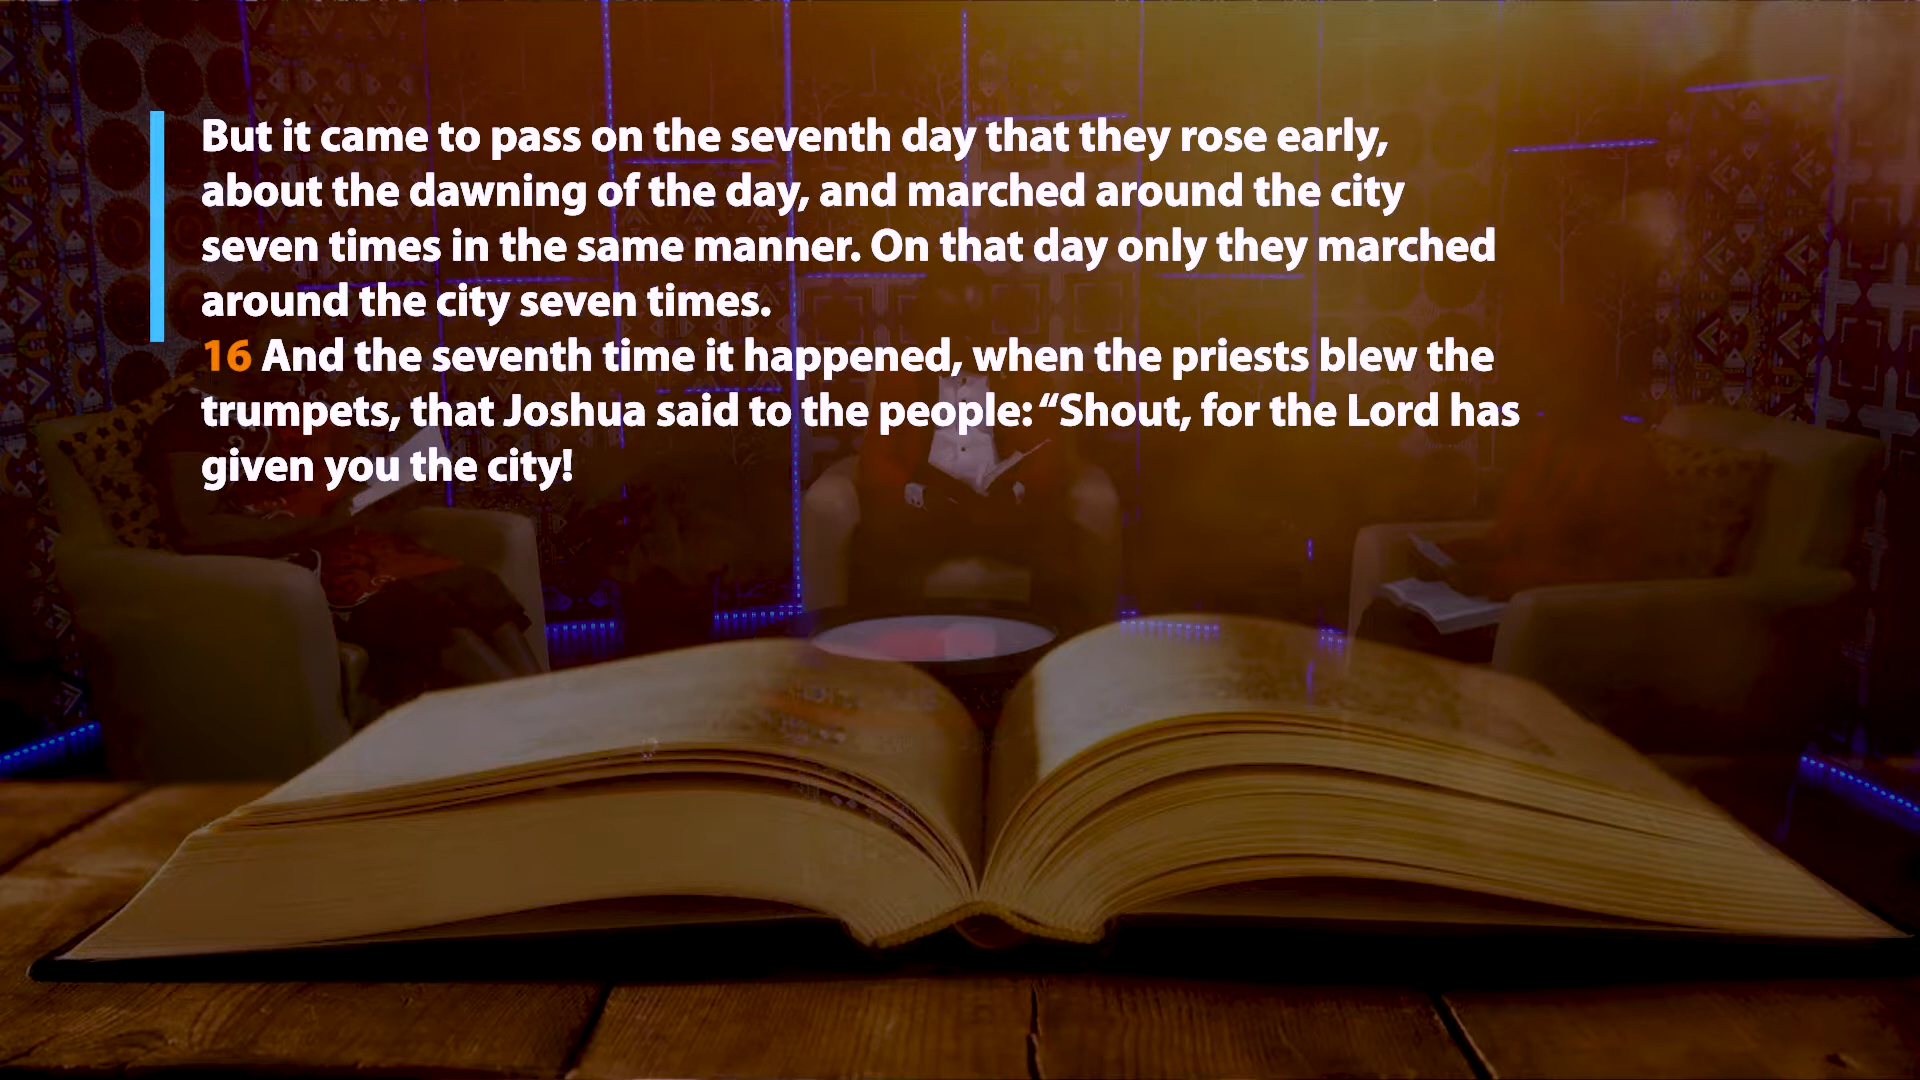 But it came to pass on the seventh day that they rose early,
about the dawning of the day, and marched around the city
seven times in the same manner. On that day only they marched
around the city seven times.
16 And the seventh time it happened, when the priests blew the
trumpets, that Joshua said to the people: “Shout, for the Lord has
given you the city!